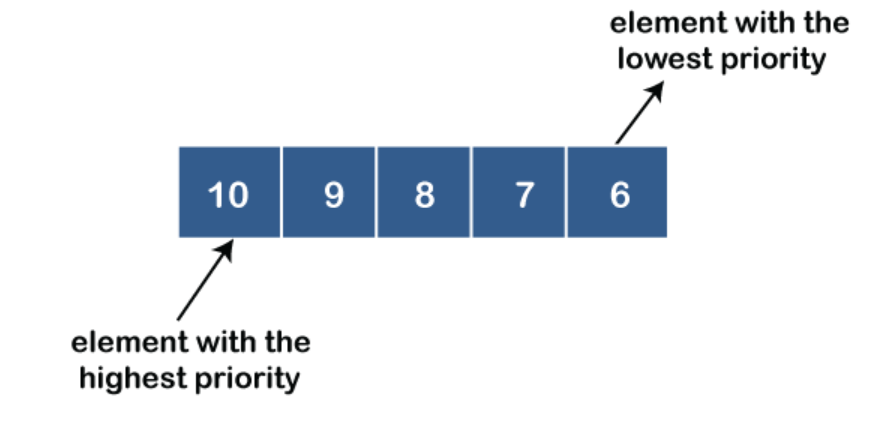 element with the
lowest priority
10 9 8 7 6
element with the
highest priority